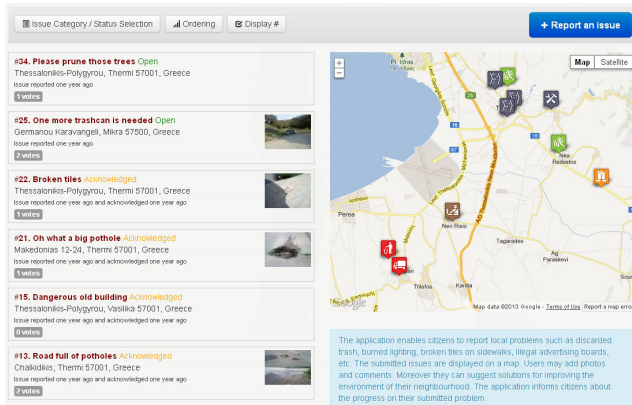 Issue Category / Status Selection
Ordering
Display #
+ Report an issue
#34. Please prune those trees Open
Thessalonikis-Polygyrou, Thermi 57001, Greece
Issue reported one year ago
1 votes
#25. One more trashcan is needed Open
Germanou Karavangeli, Mikra 57500, Greece
Issue reported one year ago
2 votes
#22. Broken tiles Acknowledged
Thessalonikis-Polygyrou, Thermi 57001, Greece
Issue reported one year ago and acknowledged one year ago
1 votes
#21. Oh what a big pothole Acknowledged
Makedonias 12-24, Thermi 57001, Greece
Issue reported one year ago and acknowledged one year ago
1 votes
#15. Dangerous old building Acknowledged
Thessalonikis-Polygyrou, Vasilika 57001, Greece
Issue reported one year ago and acknowledged one year ago
0 votes
#13. Road full of potholes Acknowledged
Chalkidikis, Thermi 57001, Greece
Issue reported one year ago and acknowledged one year ago
2 votes
+
−
Map
Satellite
25
16
16
67
Nea
Redestos
Perea
Neo Risio
Tagarades
Ag.
Paraskevi
Trilofos
Kardia
Google
Map data ©2013 Google - Terms of Use Report a map erro
The application enables citizens to report local problems such as discarded
trash, burned lighting, broken tiles on sidewalks, illegal advertising boards,
etc. The submitted issues are displayed on a map. Users may add photos
and comments. Moreover they can suggest solutions for improving the
environment of their neighbourhood. The application informs citizens about
the progress on their submitted problem.